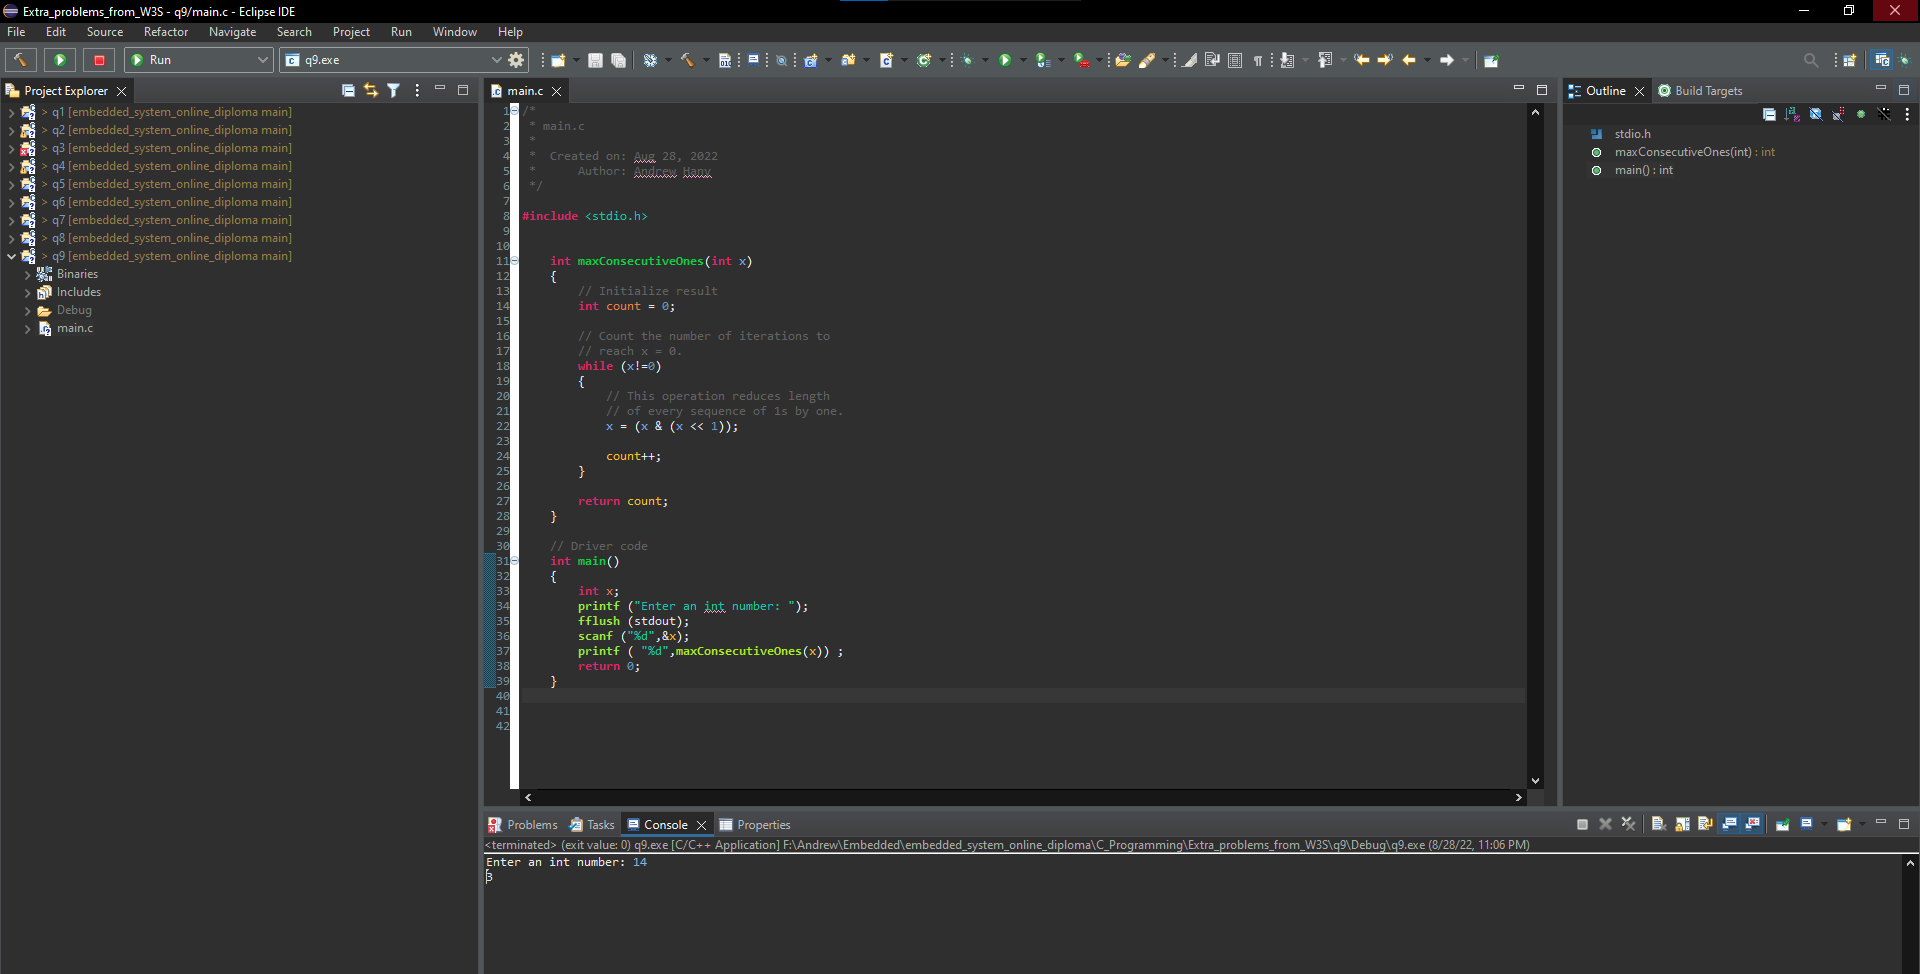 Extra_problems_from_W3S - q9/main.c - Eclipse IDE
File Edit Source Refactor Navigate Search Project Run Window Help
Run q9.exe
Project Explorer
> q1 [embedded_system_online_diploma main]
> q2 [embedded_system_online_diploma main]
> q3 [embedded_system_online_diploma main]
> q4 [embedded_system_online_diploma main]
> q5 [embedded_system_online_diploma main]
> q6 [embedded_system_online_diploma main]
> q7 [embedded_system_online_diploma main]
> q8 [embedded_system_online_diploma main]
> q9 [embedded_system_online_diploma main]
Binaries
Includes
Debug
main.c
main.c
1 /*
2 * main.c
3 *
4 *  Created on: Aug 28, 2022
5 *      Author: Andrew Hany
6 */
7
8 #include <stdio.h>
9
10
11 int maxConsecutiveOnes(int x)
12 {
13 // Initialize result
14 int count = 0;
15
16 // Count the number of iterations to
17 // reach x = 0.
18 while (x!=0)
19 {
20 // This operation reduces length
21 // of every sequence of 1s by one.
22 x = (x & (x << 1));
23
24 count++;
25 }
26
27 return count;
28 }
29
30 // Driver code
31 int main()
32 {
33 int x;
34 printf ("Enter an int number: ");
35 fflush (stdout);
36 scanf ("%d",&x);
37 printf ( "%d",maxConsecutiveOnes(x)) ;
38 return 0;
39 }
40
41
42
Outline Build Targets
stdio.h
maxConsecutiveOnes(int) : int
main() : int
Problems Tasks Console Properties
<terminated> (exit value: 0) q9.exe [C/C++ Application] F:\Andrew\Embedded\embedded_system_online_diploma\C_Programming\Extra_problems_from_W3S\q9\Debug\q9.exe (8/28/22, 11:06 PM)
Enter an int number: 14
3